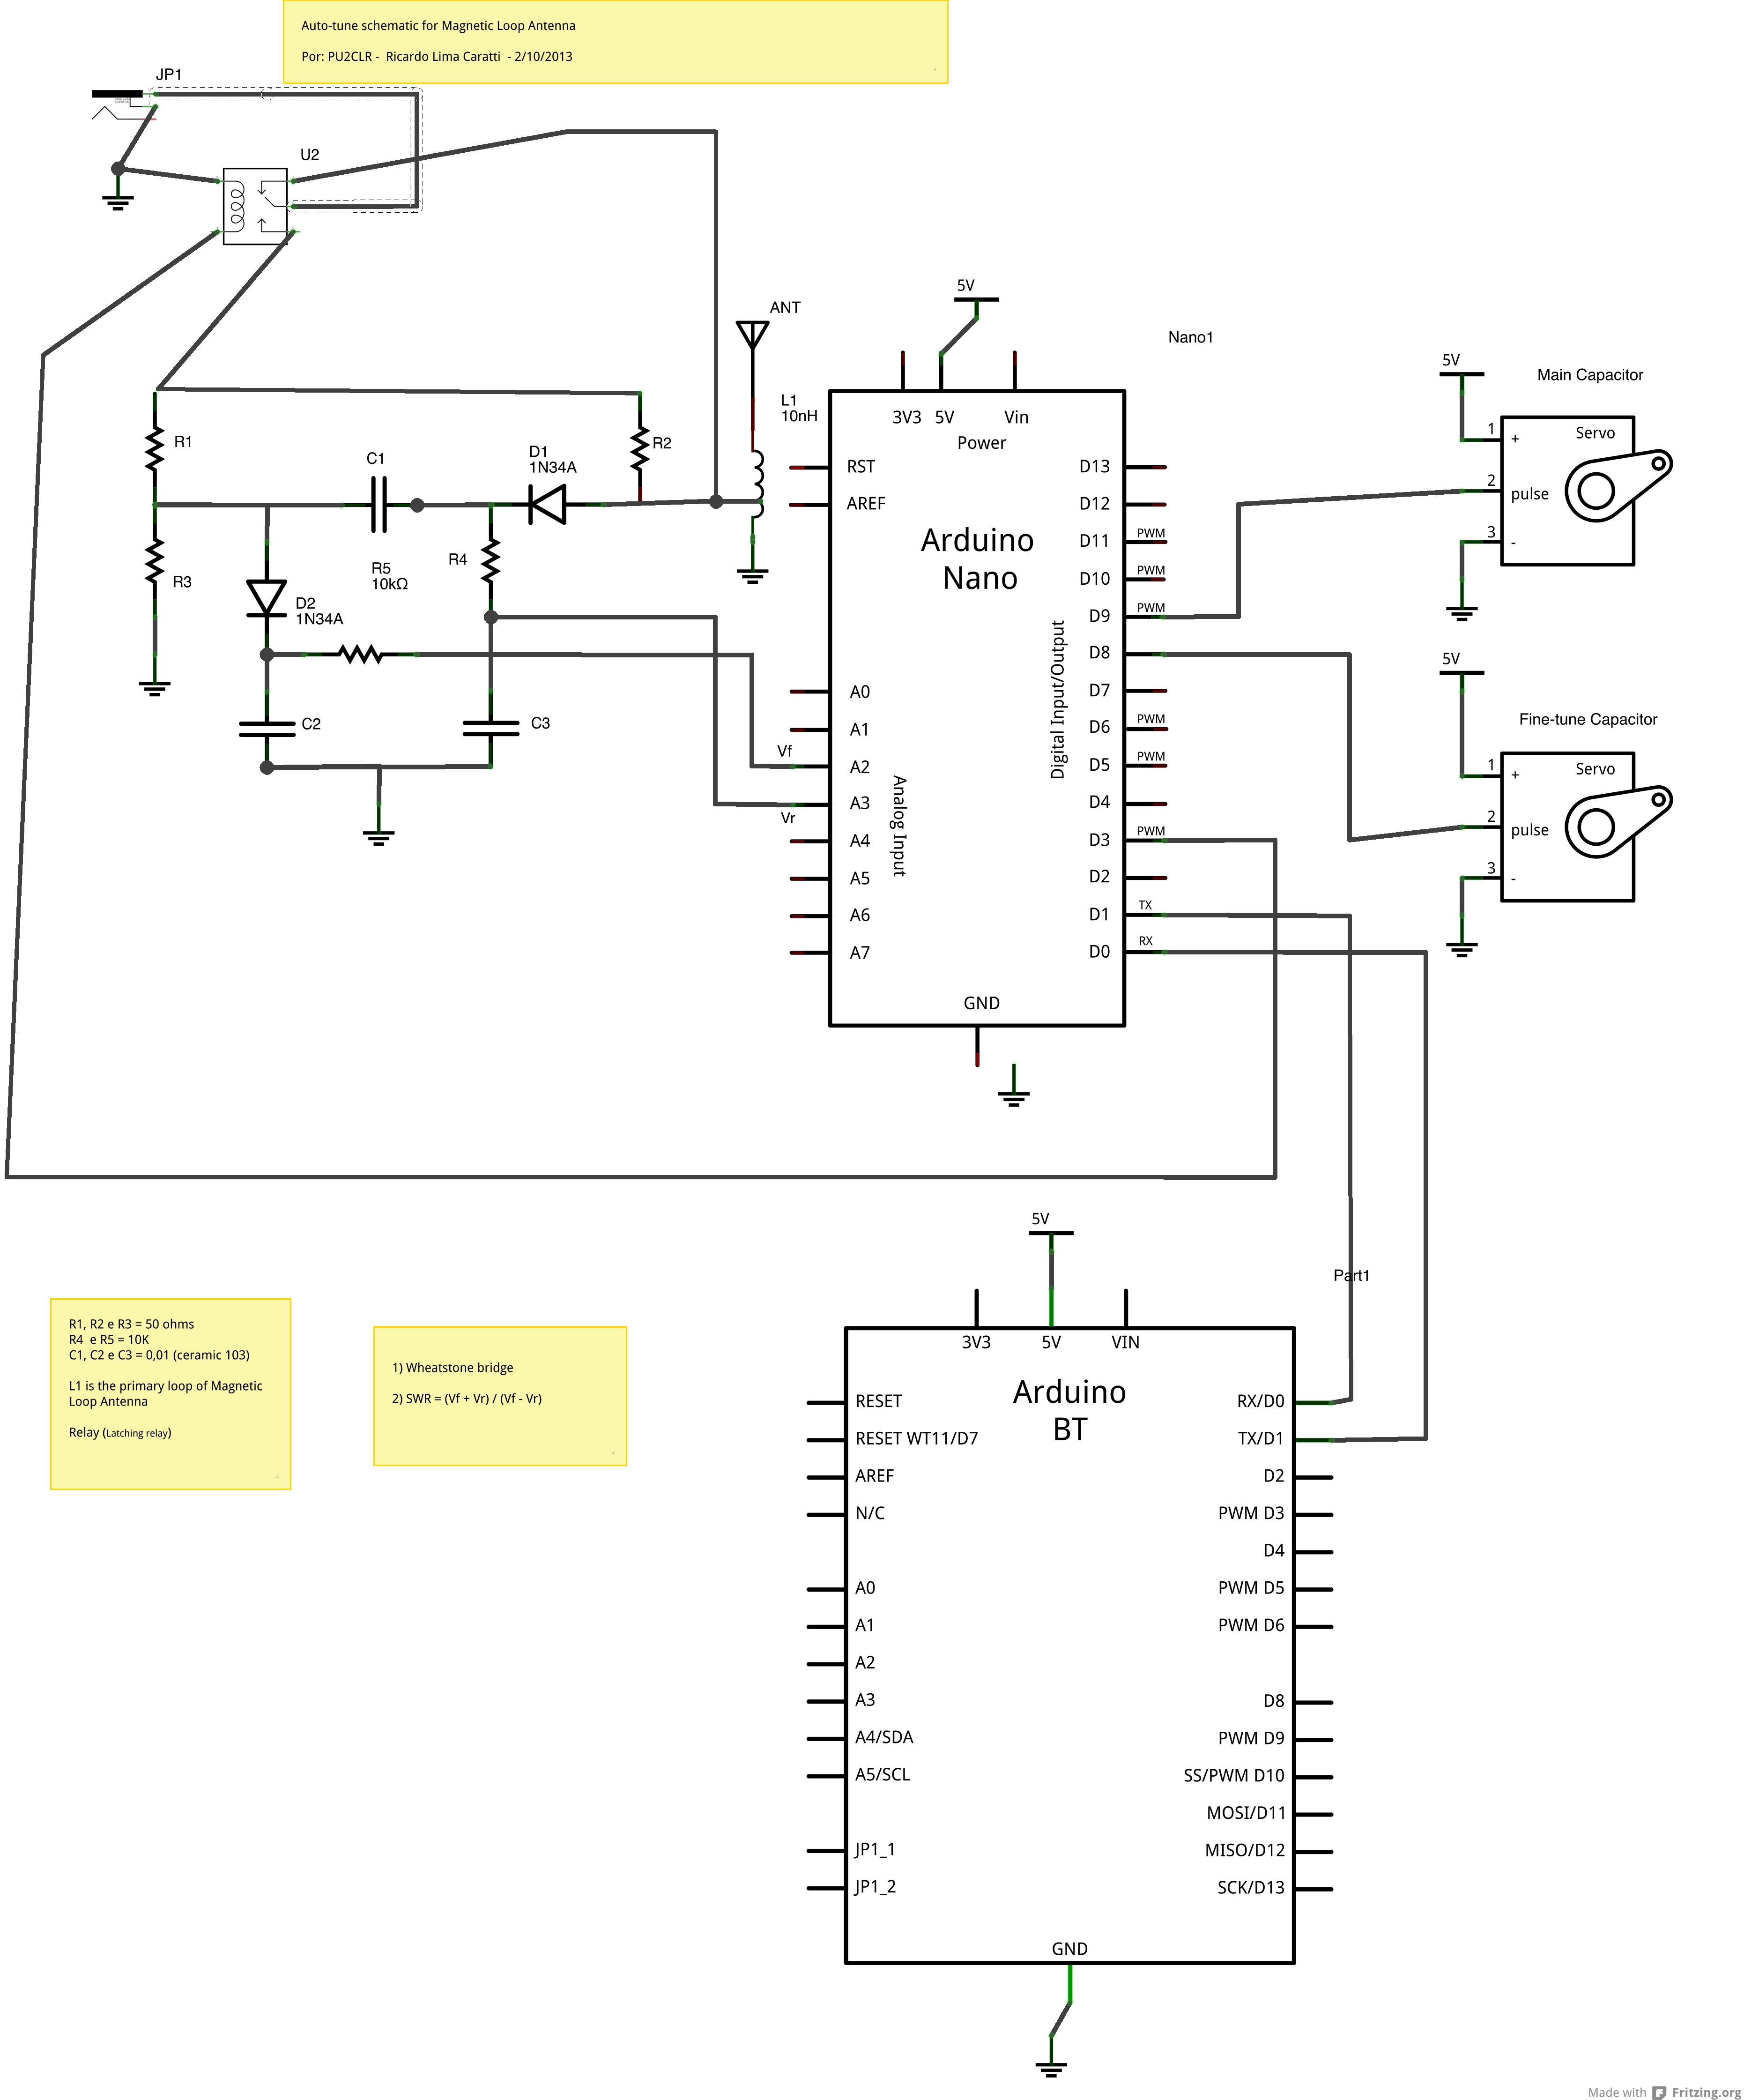 Auto-tune schematic for Magnetic Loop Antenna
Por: PU2CLR - Ricardo Lima Caratti - 2/10/2013
JP1
U2
ANT
L1
10nH
R1
R2
C1
D1
1N34A
R3
R5
10kΩ
R4
D2
1N34A
C2
C3
Vf
Vr
5V
Nano1
3V3 5V Vin
Power
RST
AREF
Arduino
Nano
A0
A1
A2
A3
A4
A5
A6
A7
Analog Input
Digital Input/Output
D13
D12
D11 PWM
D10 PWM
D9 PWM
D8
D7
D6 PWM
D5 PWM
D4
D3 PWM
D2
D1 TX
D0 RX
GND
5V
Main Capacitor
1 + Servo
2 pulse
3 -
5V
Fine-tune Capacitor
1 + Servo
2 pulse
3 -
R1, R2 e R3 = 50 ohms
R4 e R5 = 10K
C1, C2 e C3 = 0,01 (ceramic 103)
L1 is the primary loop of Magnetic
Loop Antenna
Relay (Latching relay)
1) Wheatstone bridge
2) SWR = (Vf + Vr) / (Vf - Vr)
5V
Part1
3V3 5V VIN
Arduino
BT
RESET
RESET WT11/D7
AREF
N/C
A0
A1
A2
A3
A4/SDA
A5/SCL
JP1_1
JP1_2
RX/D0
TX/D1
D2
PWM D3
D4
PWM D5
PWM D6
D8
PWM D9
SS/PWM D10
MOSI/D11
MISO/D12
SCK/D13
GND
Made with Fritzing.org